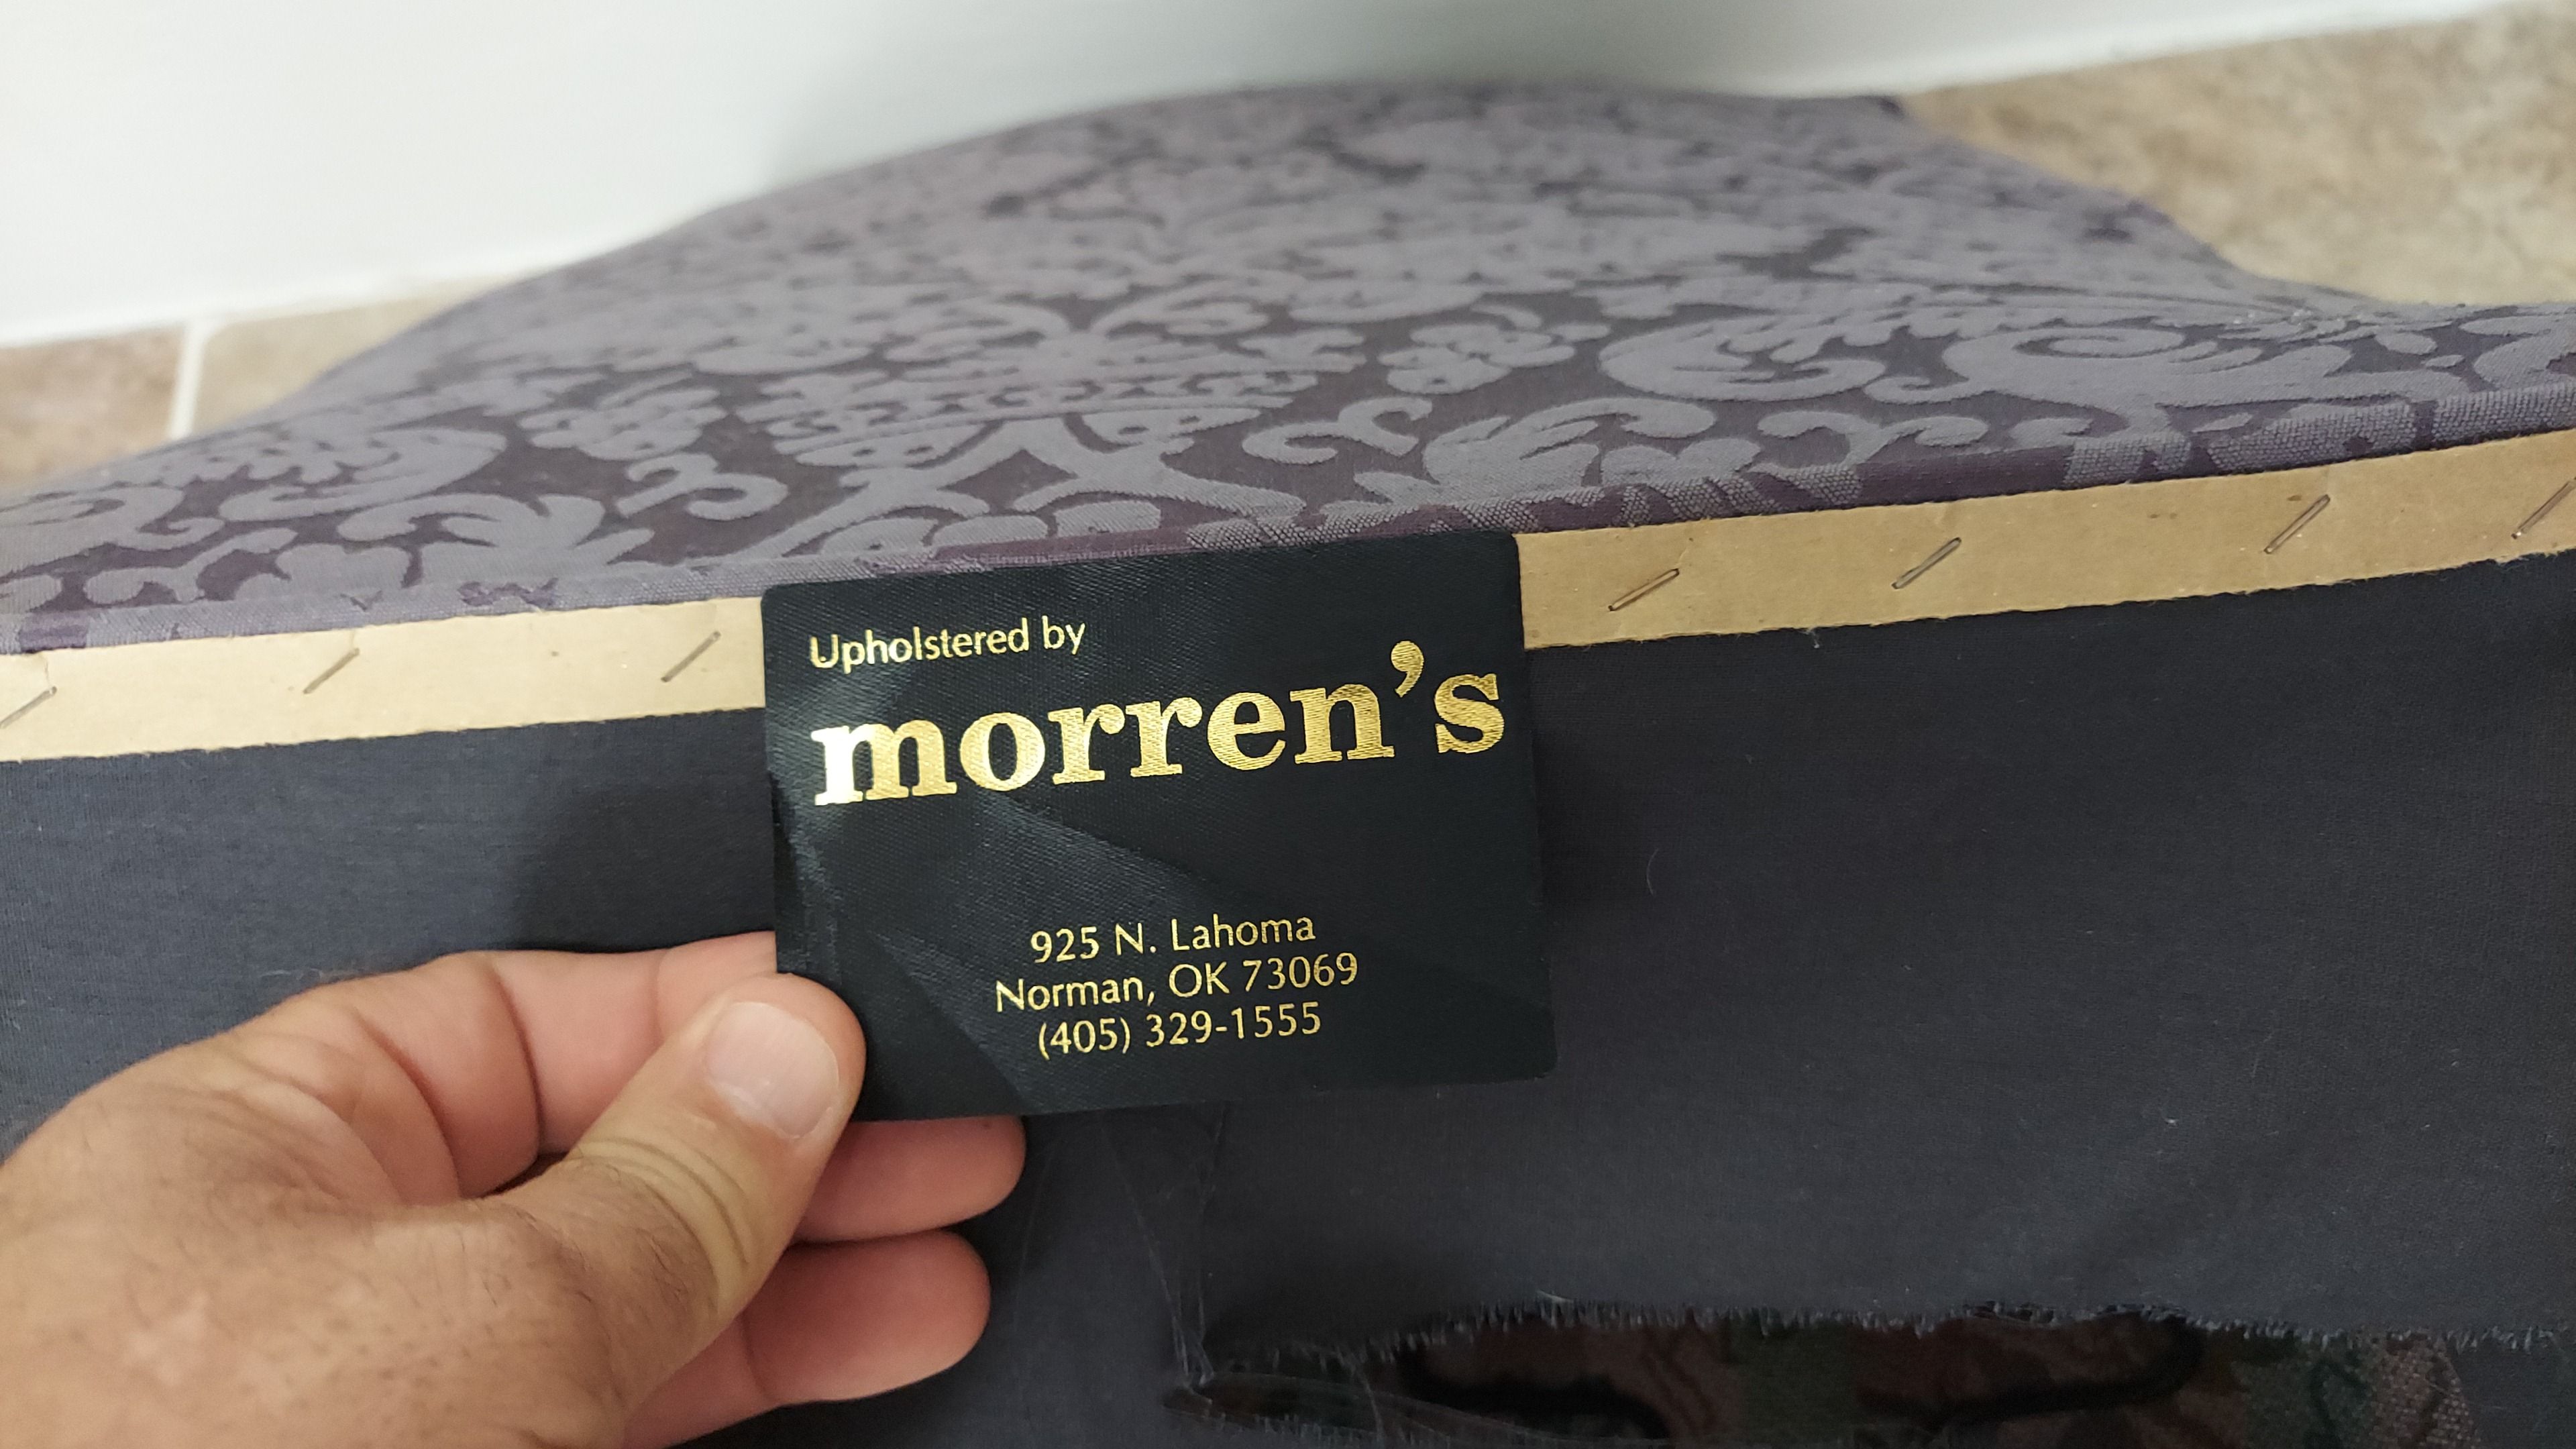 Upholstered by
morren's
925 N. Lahoma
Norman, OK 73069
(405) 329-1555